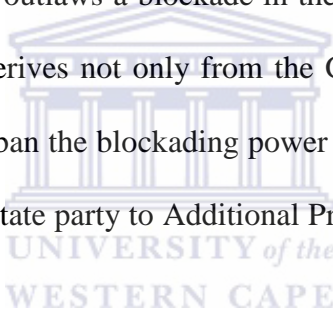 outlaws a blockade in the
erives not only from the
ban the blockading power
tate party to Additional Pr
UNIVERSITY of the
WESTERN CAPE